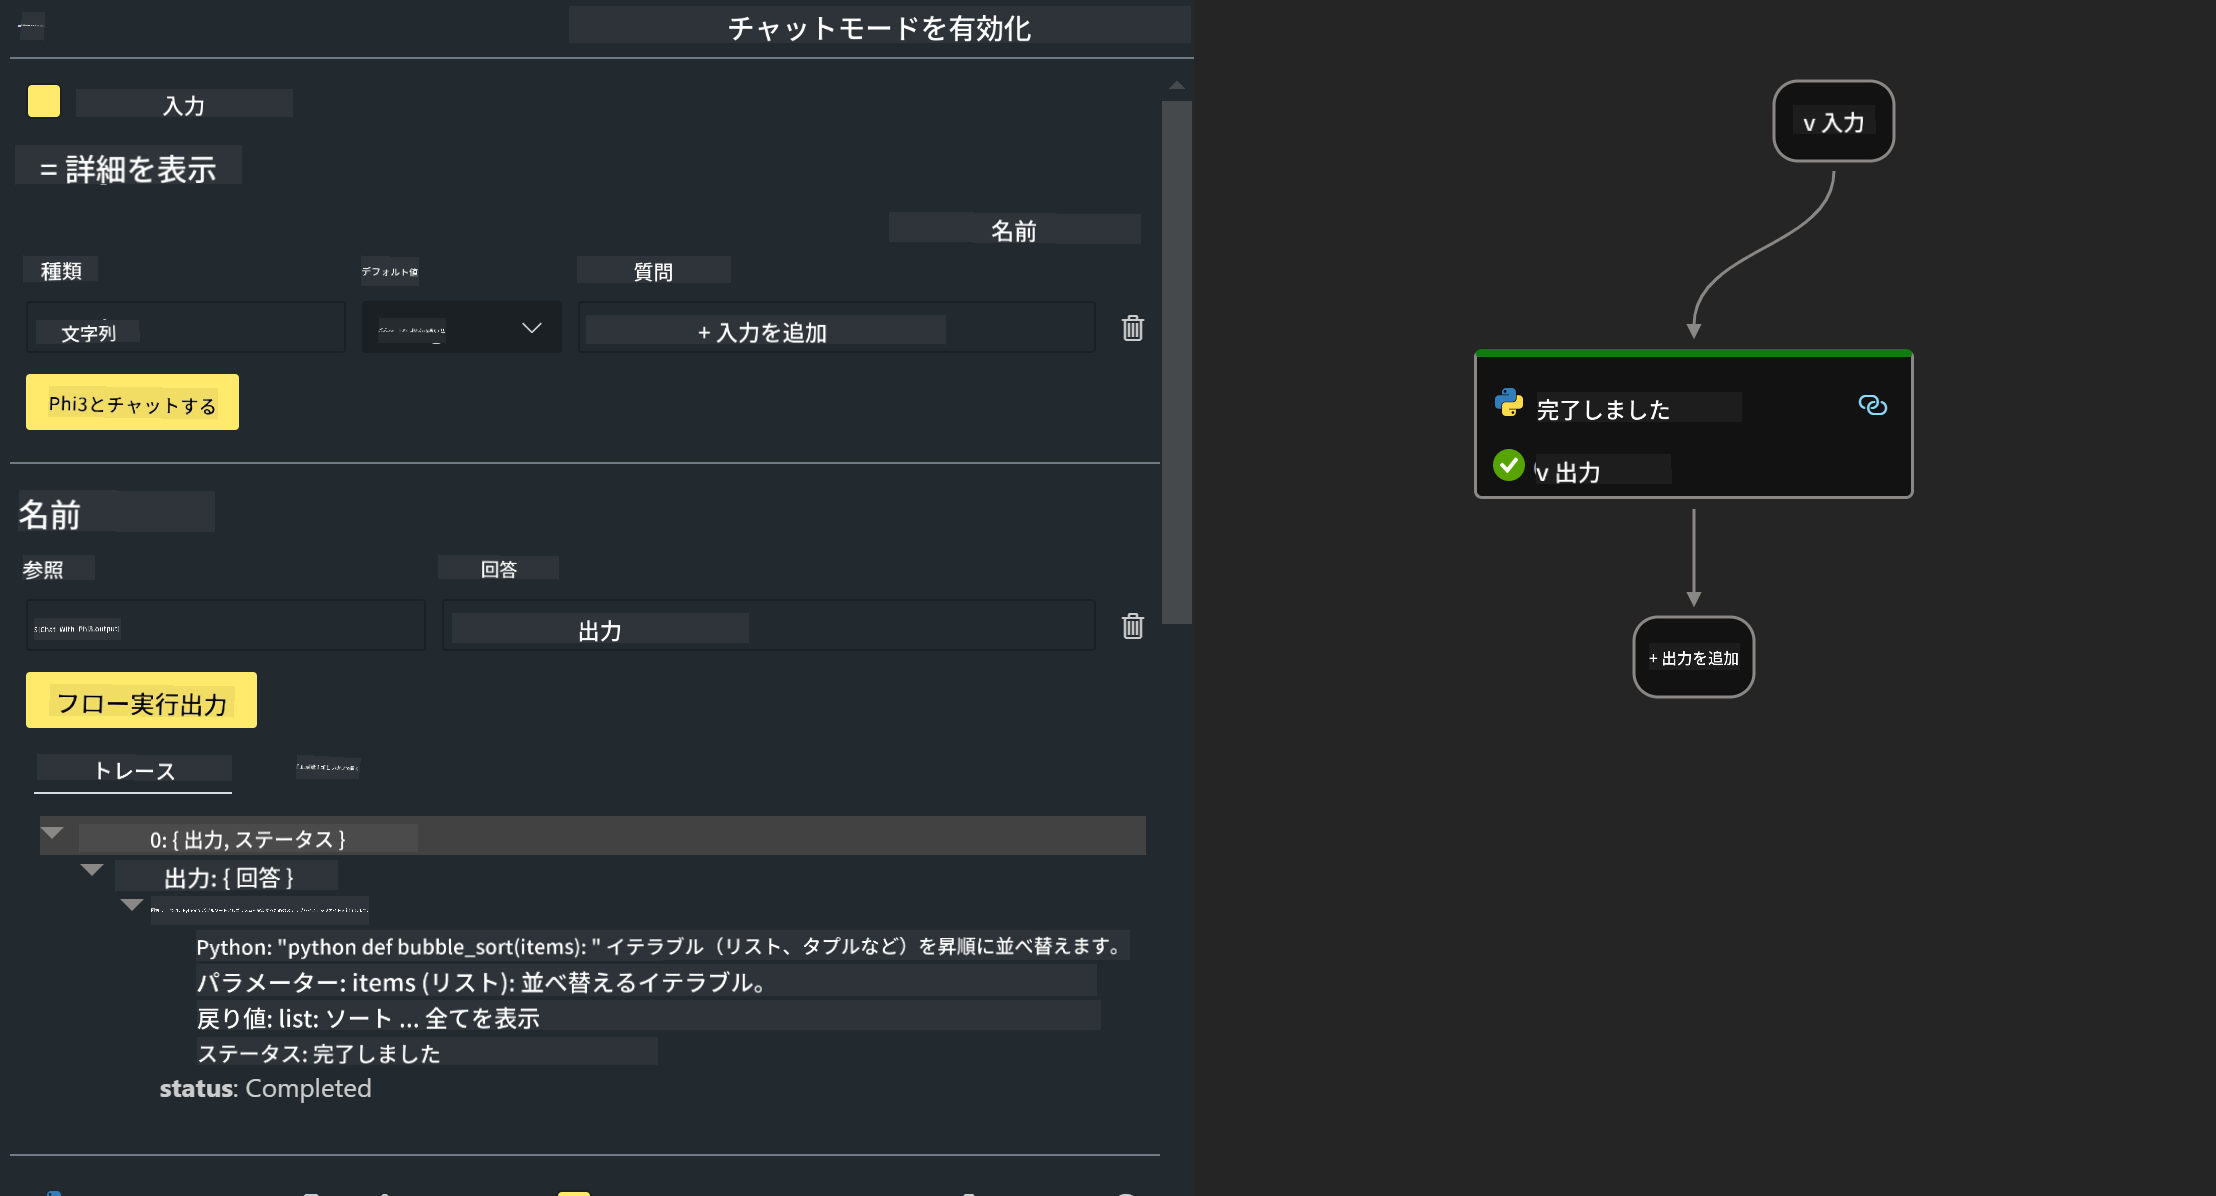 チャットモードを有効化
入力
= 詳細を表示
名前
種類
デフォルト値
質問
文字列
+ 入力を追加
Phi3とチャットする
名前
参照
回答
${Chat With Phi3.output}
出力
フロー実行出力
トレース
0: { 出力, ステータス }
出力: { 回答 }
Python: "python def bubble_sort(items): " イテラブル（リスト、タプルなど）を昇順に並べ替えます。
パラメーター: items (リスト): 並べ替えるイテラブル。
戻り値: list: ソート ... 全てを表示
ステータス: 完了しました
status: Completed
v 入力
完了しました
v 出力
+ 出力を追加